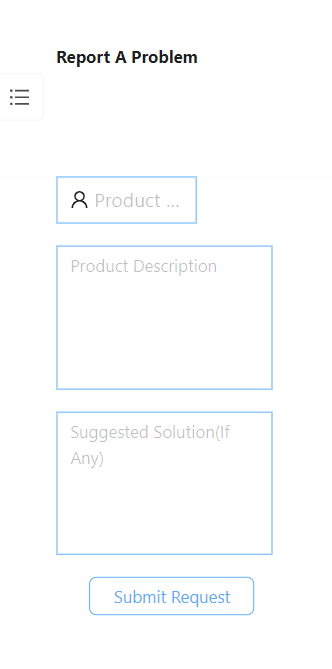 Report A Problem
Product ...
Product Description
Suggested Solution(If
Any)
Submit Request